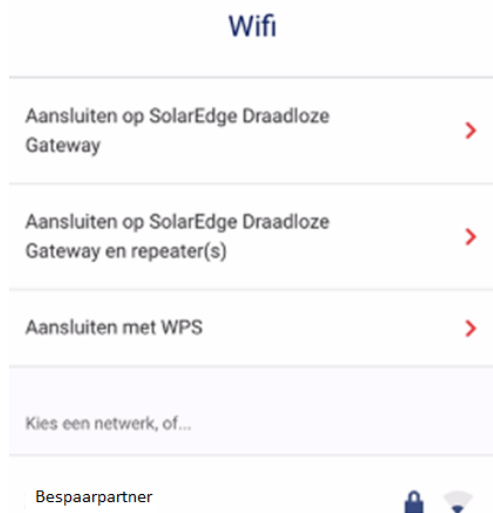 Wifi
Aansluiten op SolarEdge Draadloze
Gateway
Aansluiten op SolarEdge Draadloze
Gateway en repeater(s)
Aansluiten met WPS
Kies een netwerk, of...
Bespaarpartner